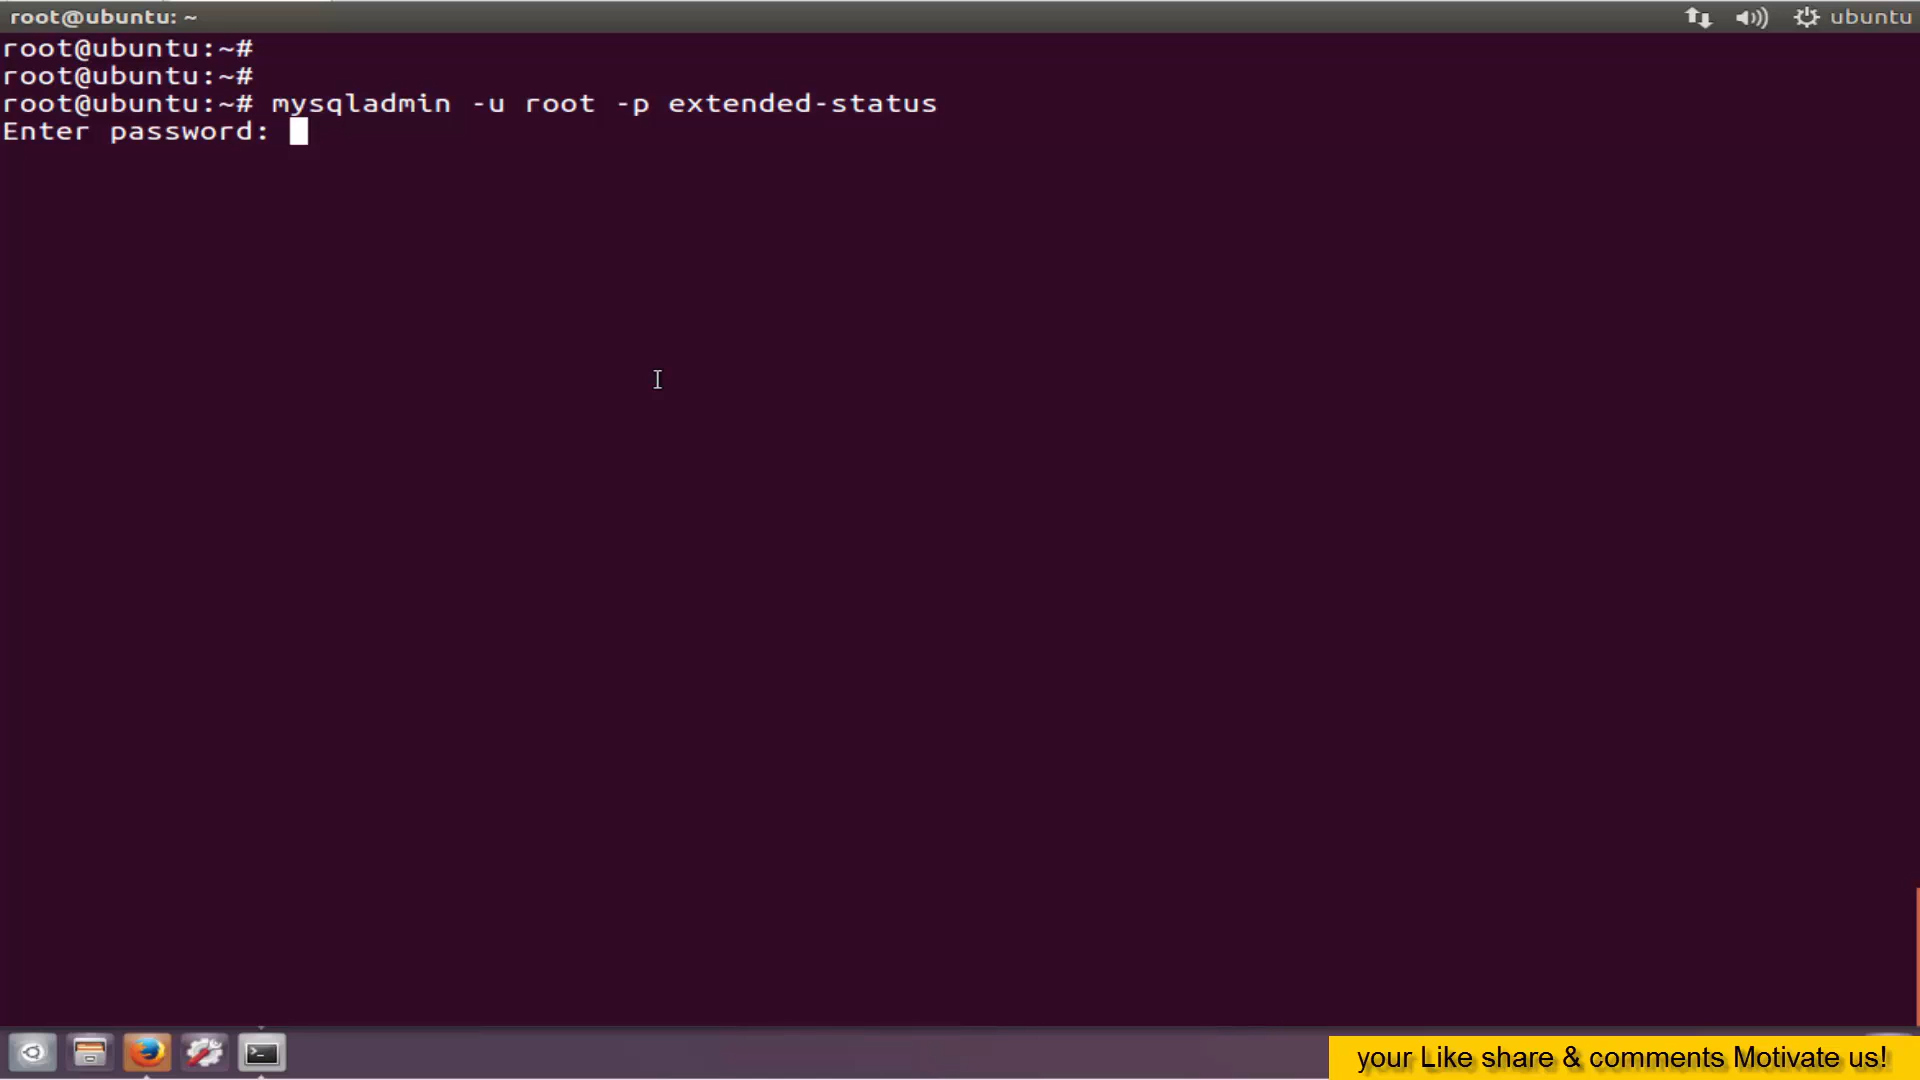 root@ubuntu: ~
ubuntu
root@ubuntu:~#
root@ubuntu:~#
root@ubuntu:~# mysqladmin -u root -p extended-status
Enter password:
your Like share & comments Motivate us!